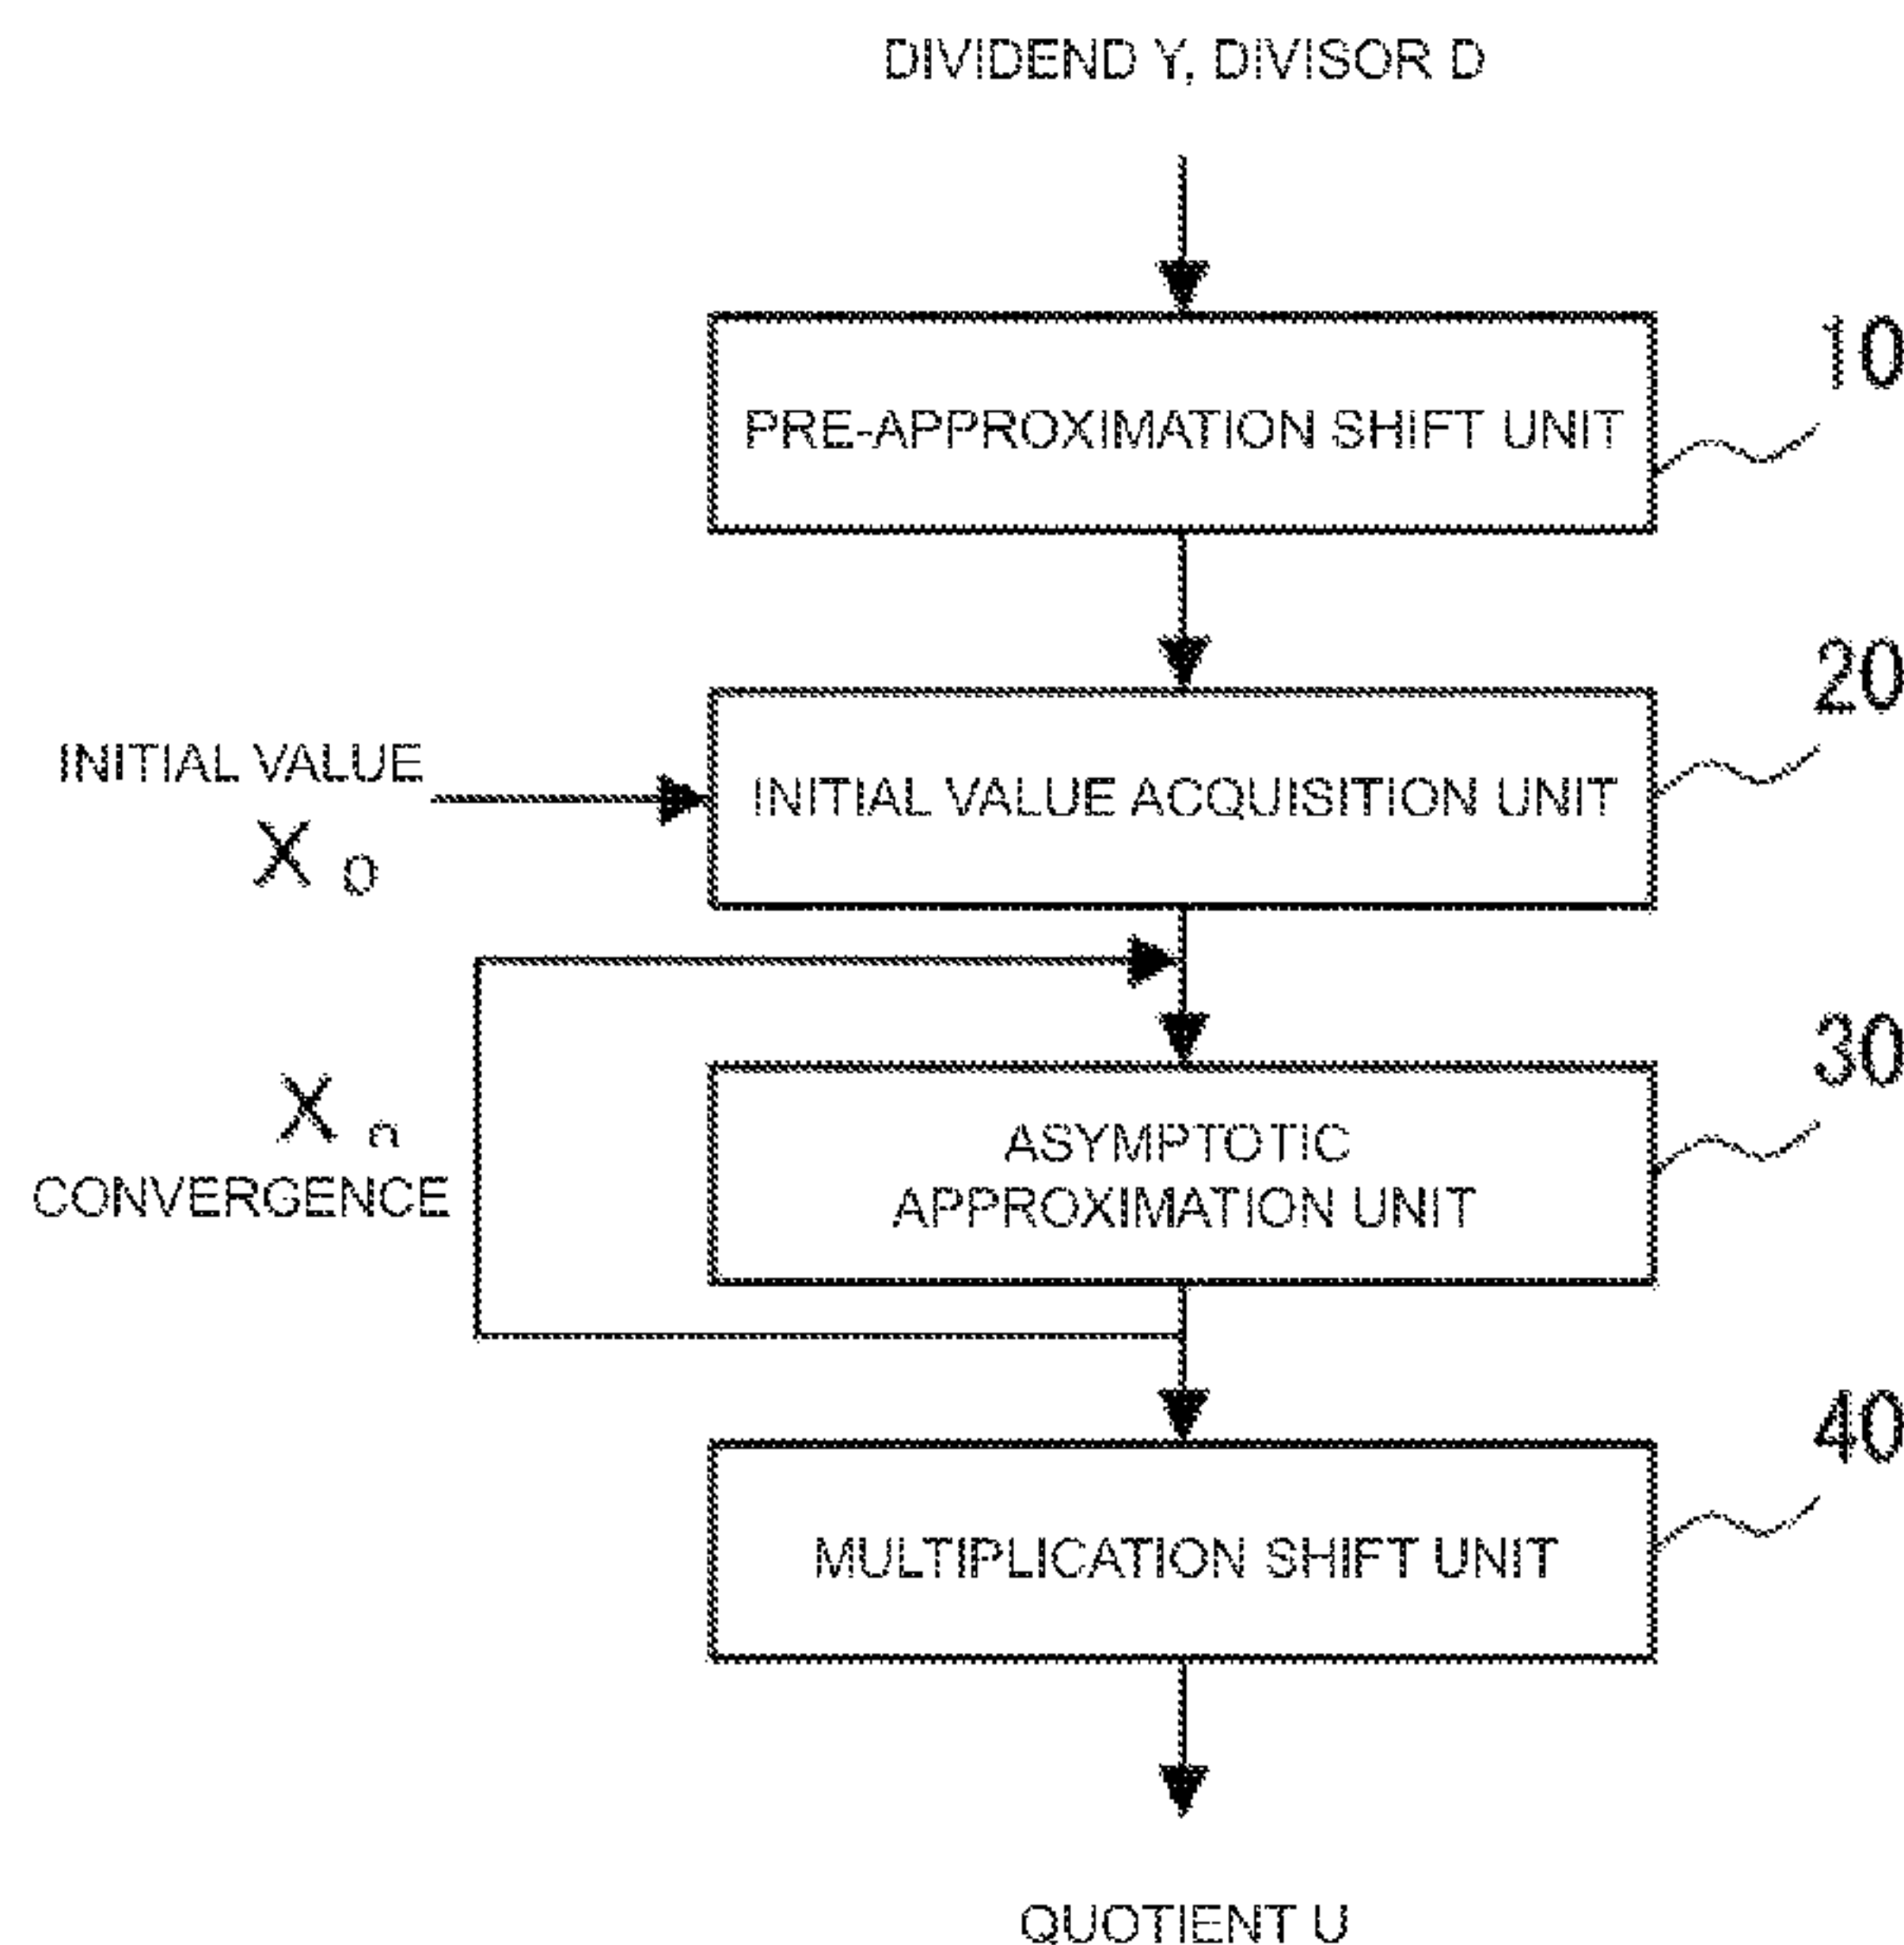 DIVIDEND Y, DIVISOR D
10
PRE-APPROXIMATION SHIFT UNIT
20
INITIAL VALUE
X 0
INITIAL VALUE ACQUISITION UNIT
30
X n
CONVERGENCE
ASYMPTOTIC
APPROXIMATION UNIT
40
MULTIPLICATION SHIFT UNIT
QUOTIENT U